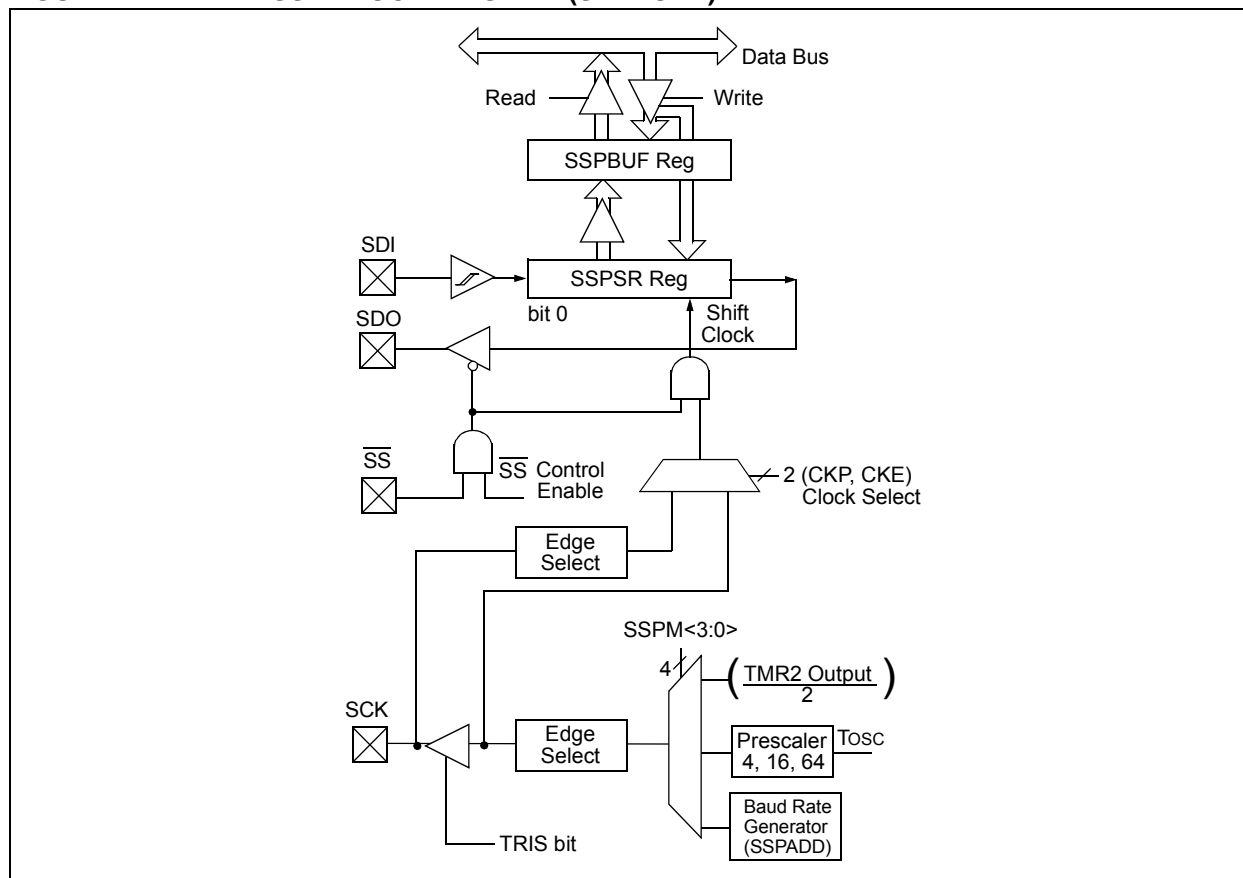 Data Bus
Read
Write
SSPBUF Reg
SDI
SSPSR Reg
bit 0
Shift
Clock
SDO
SS
SS Control
Enable
2 (CKP, CKE)
Clock Select
Edge
Select
SSPM<3:0>
4
(TMR2 Output)
2
SCK
Edge
Select
Prescaler
4, 16, 64
TOSC
Baud Rate
Generator
(SSPADD)
TRIS bit